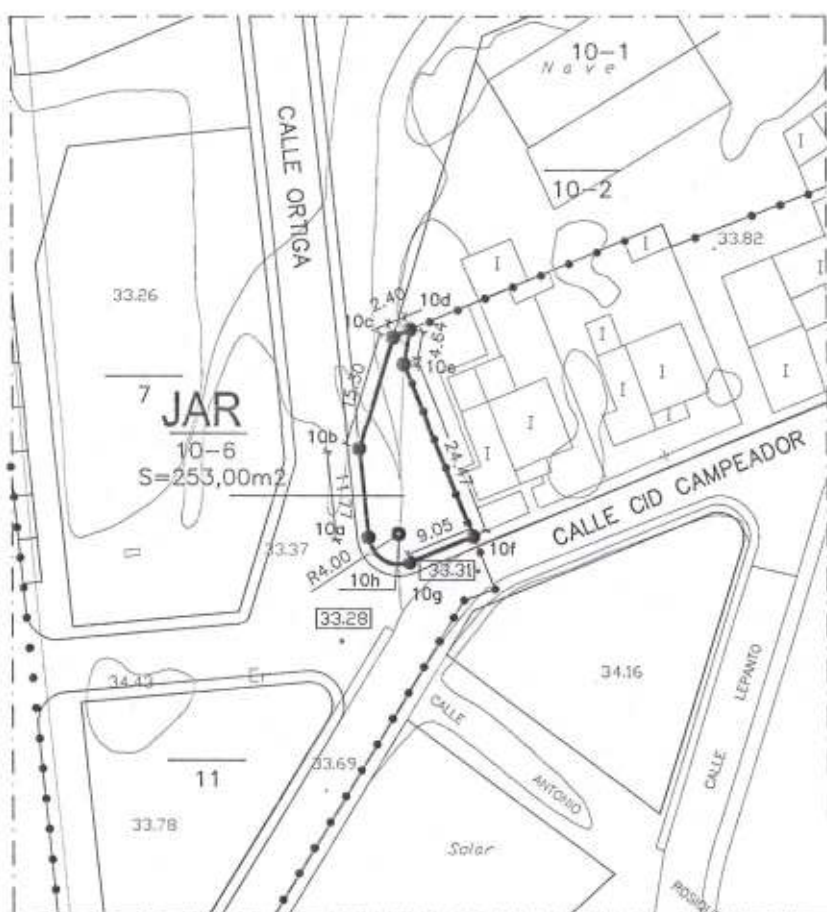 10-1
Nave
CALLE ORTIGA
10-2
I
33.82
I
I
33.26
2.40
10d
10c
4.64
10e
I
I
I
I
I
7
15.30
JAR
10-6
S=253,00m2
10b
24.47
11.77
CALLE CID CAMPEADOR
10a
9.05
10f
33.37
R4.00
10h
33.31
10g
33.28
34.16
34.43
LEPANTO
CALLE
CALLE
ANTONIO
33.69
11
33.78
Solar